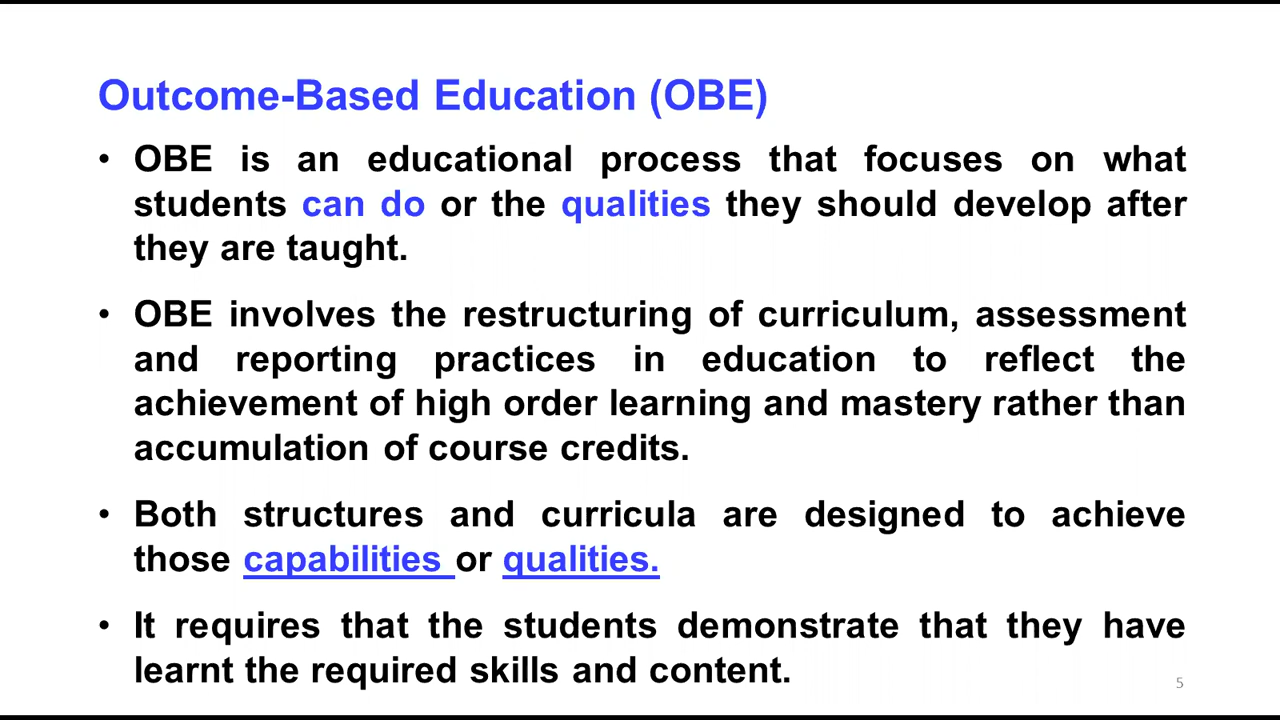 Outcome-Based Education (OBE)
• OBE is an educational process that focuses on what
students can do or the qualities they should develop after
they are taught.
• OBE involves the restructuring of curriculum, assessment
and reporting practices in education to reflect the
achievement of high order learning and mastery rather than
accumulation of course credits.
• Both structures and curricula are designed to achieve
those capabilities or qualities.
• It requires that the students demonstrate that they have
learnt the required skills and content.
5